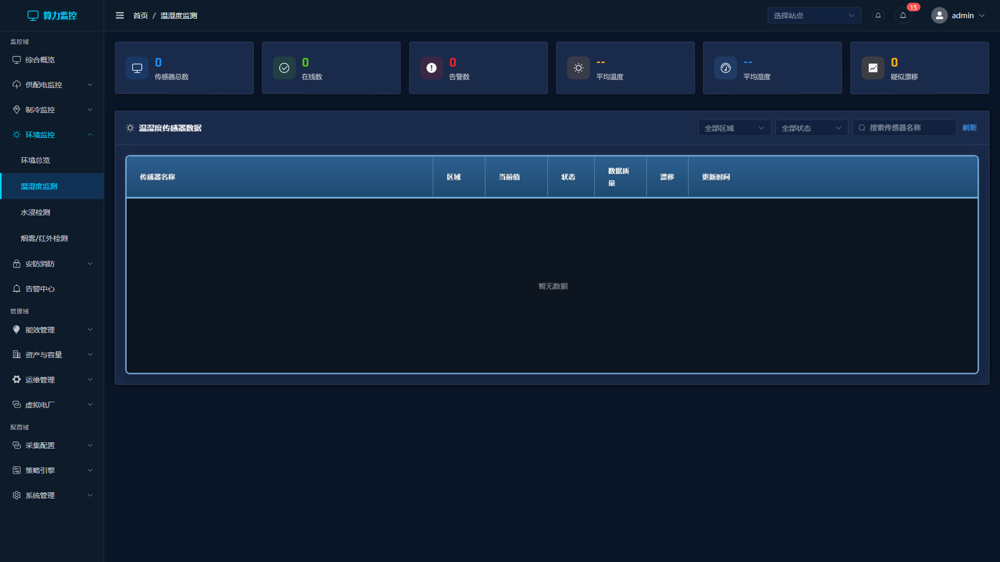 算力监控
首页 / 温湿度监测
选择站点
15
admin
监控域
综合概览
供配电监控
制冷监控
环境监控
环境总览
温湿度监测
水浸检测
烟雾/红外检测
安防消防
告警中心
管理域
能效管理
资产与容量
运维管理
虚拟电厂
配置域
采集配置
策略引擎
系统管理
0
传感器总数
0
在线数
0
告警数
--
平均温度
--
平均湿度
0
疑似漂移
温湿度传感器数据
全部区域
全部状态
搜索传感器名称
刷新
传感器名称
区域
当前值
状态
数据质
量
漂移
更新时间
暂无数据